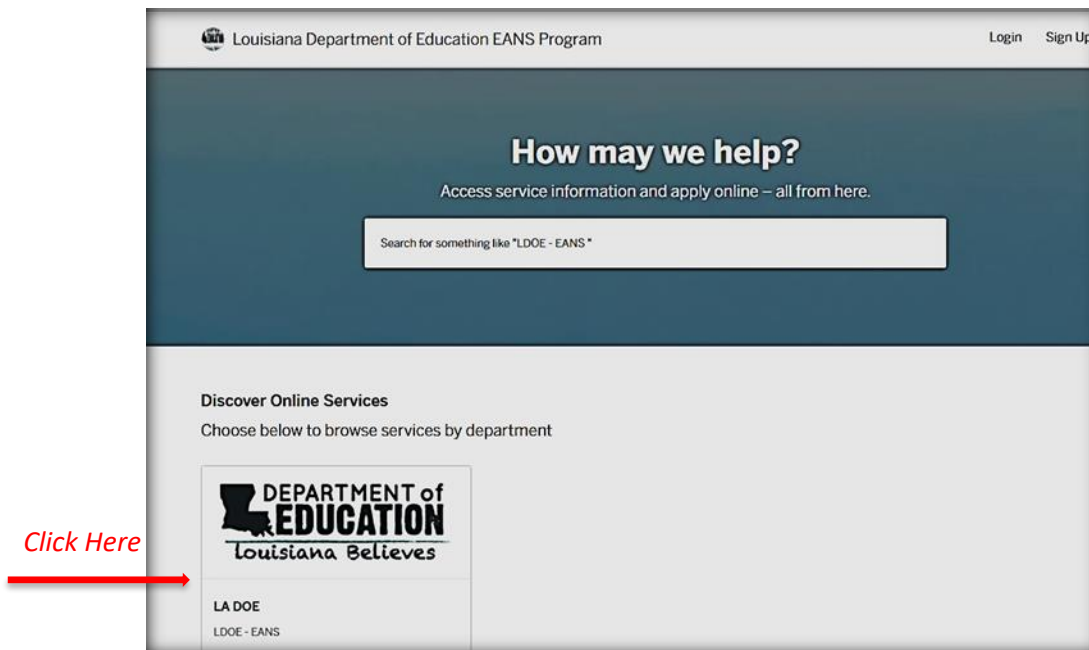 Louisiana Department of Education EANS Program
Login Sign Up
How may we help?
Access service information and apply online – all from here.
Search for something like "LDOE - EANS "
Discover Online Services
Choose below to browse services by department
DEPARTMENT of
EDUCATION
Louisiana Believes
Click Here
LA DOE
LDOE - EANS